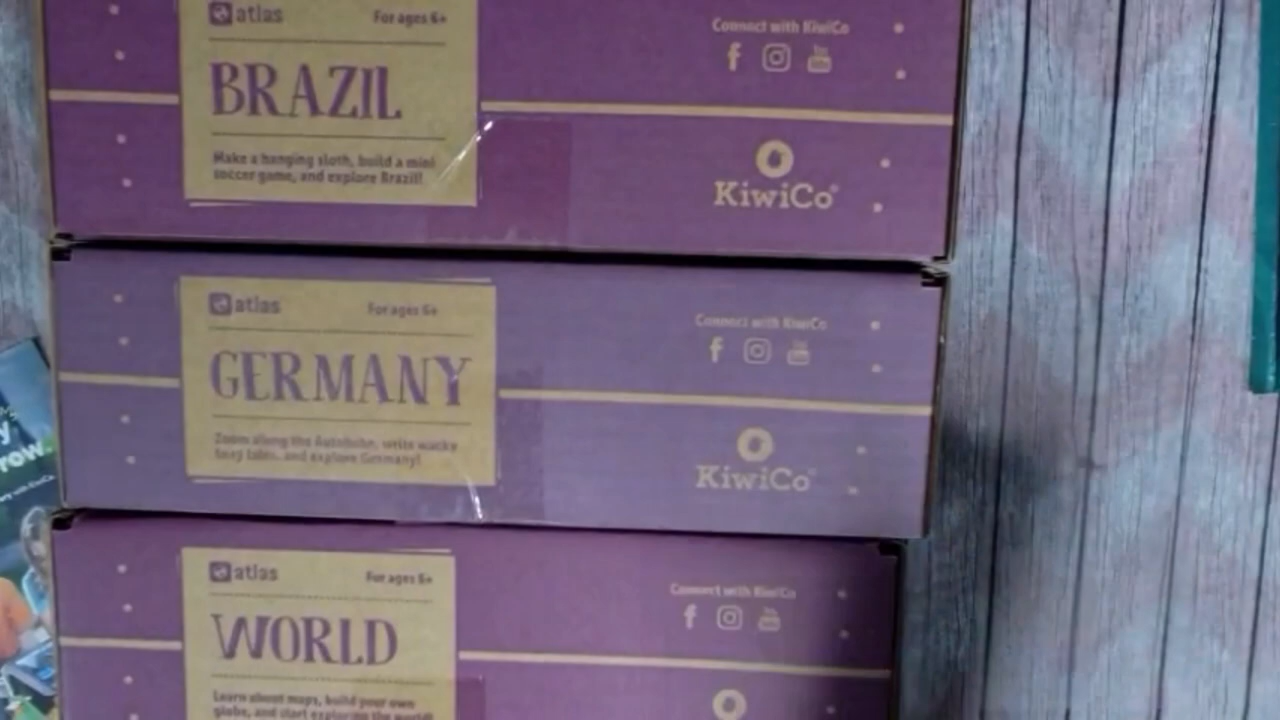 atlas For ages 6+
BRAZIL
Make a hanging sloth, build a mini
soccer game, and explore Brazil!
Connect with KiwiCo
KiwiCo
atlas For ages 6+
GERMANY
Zoom along the Autobahn, write wacky
fairy tales, and explore Germany!
Connect with KiwiCo
KiwiCo
atlas For ages 6+
WORLD
Learn about maps, build your own
globe, and start exploring the world!
Connect with KiwiCo
row.